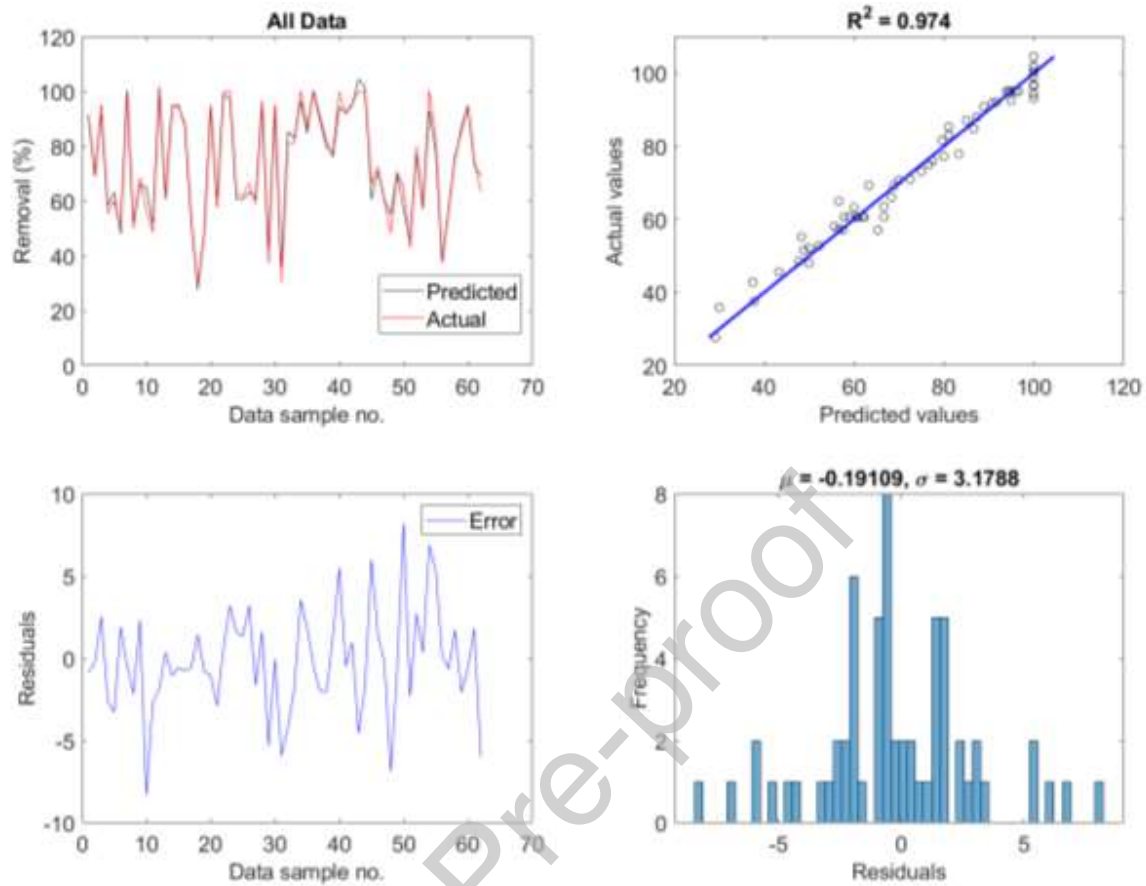 All Data
120
100
80
60
40
20
0
Removal (%)
Predicted
Actual
0 10 20 30 40 50 60 70
Data sample no.
R² = 0.974
100
80
60
40
20
Actual values
20 40 60 80 100 120
Predicted values
10
5
0
-5
-10
Residuals
Error
0 10 20 30 40 50 60 70
Data sample no.
μ = -0.19109, σ = 3.1788
8
6
4
2
0
Frequency
-5 0 5
Residuals
Pre-proof